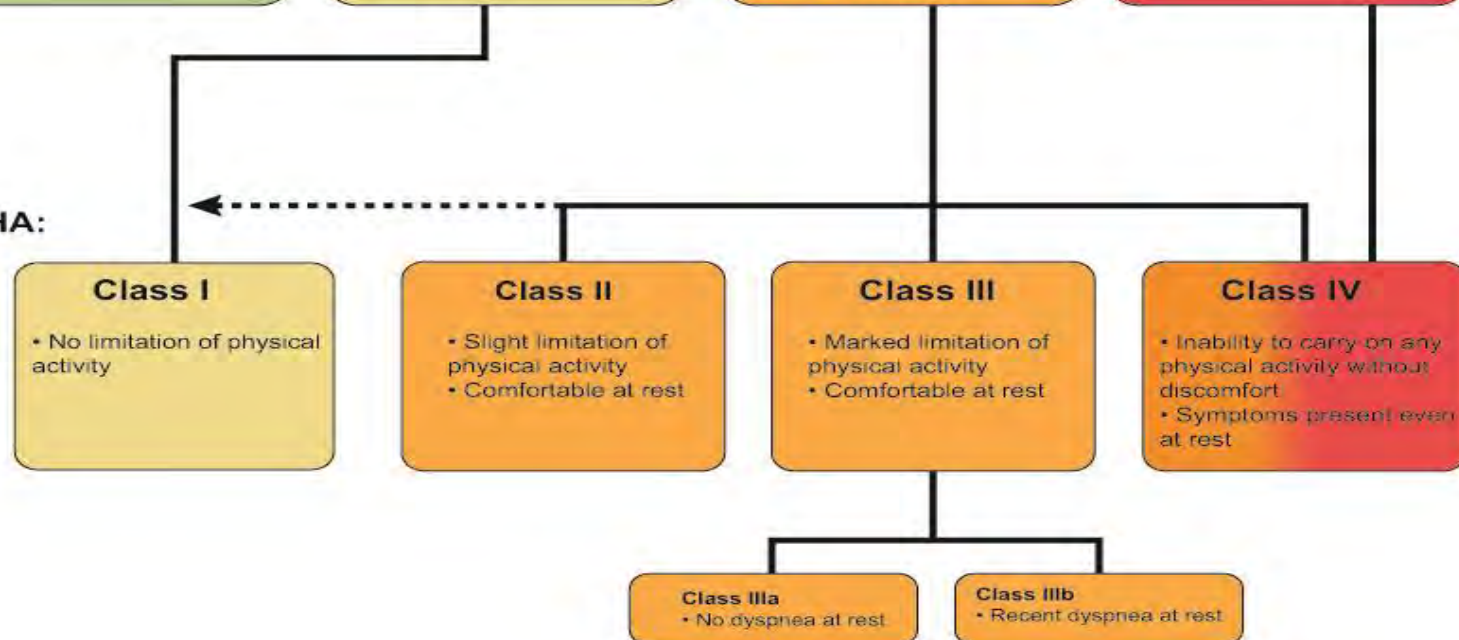 HA:
Class I
• No limitation of physical
activity
Class II
• Slight limitation of
physical activity
• Comfortable at rest
Class III
• Marked limitation of
physical activity
• Comfortable at rest
Class IV
• Inability to carry-on any
physical activity without
discomfort
• Symptoms present even
at rest
Class IIIa
• No dyspnea at rest
Class IIIb
• Recent dyspnea at rest